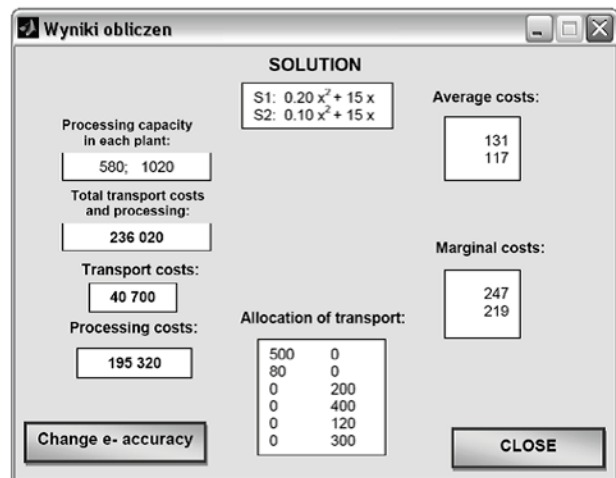 Wyniki obliczen
SOLUTION
S1: 0.20 x² + 15 x
S2: 0.10 x² + 15 x
Processing capacity
in each plant:
580; 1020
Total transport costs
and processing:
236 020
Transport costs:
40 700
Processing costs:
195 320
Change e- accuracy
Allocation of transport:
500 0
80 0
0 200
0 400
0 120
0 300
Average costs:
131
117
Marginal costs:
247
219
CLOSE